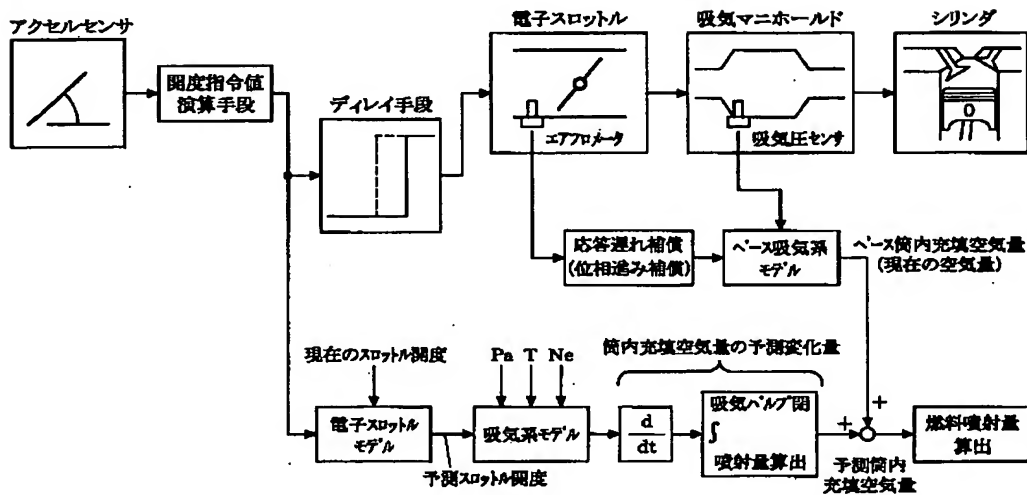 アクセルセンサ
開度指令値
演算手段
ディレイ手段
電子スロットル
エアフロメータ
吸気マニホールド
吸気圧センサ
シリンダ
応答遅れ補償
(位相進み補償)
ベース吸気系
モデル
ベース筒内充填空気量
(現在の空気量)
現在のスロットル開度
電子スロットル
モデル
予測スロットル開度
Pa T Ne
吸気系モデル
筒内充填空気量の予測変化量
d
dt
吸気バルブ閉
∫
噴射量算出
+
+
予測筒内
充填空気量
燃料噴射量
算出